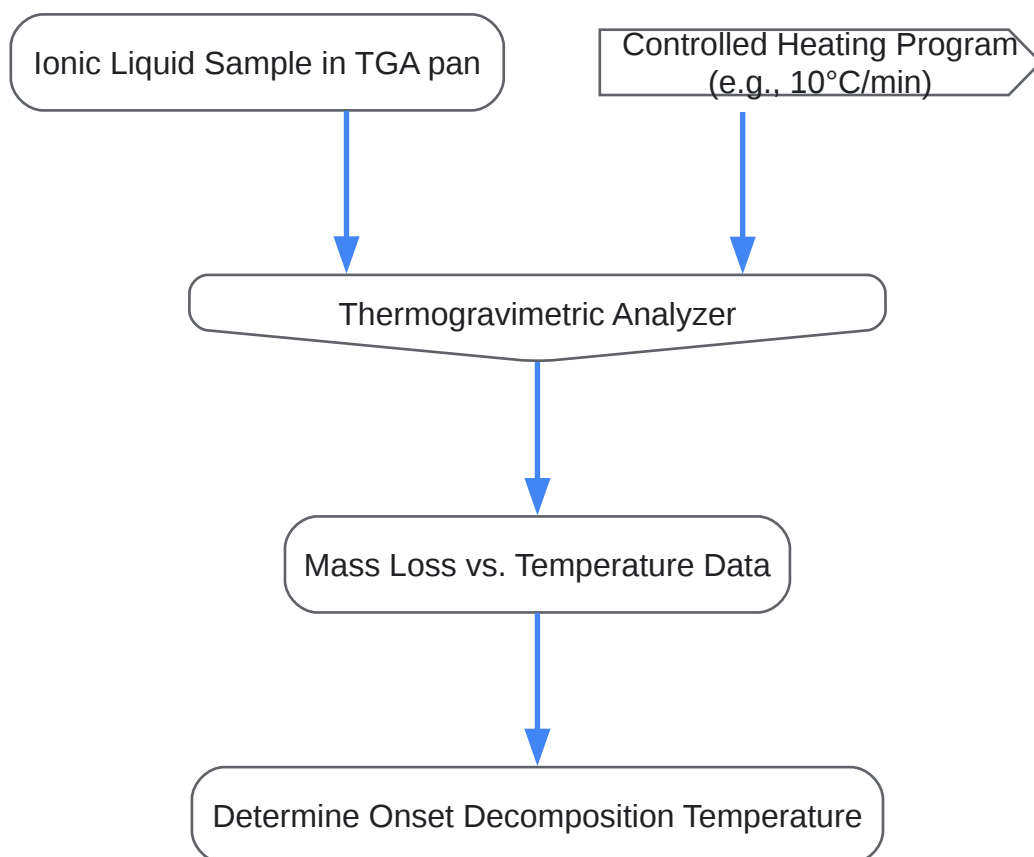 Ionic Liquid Sample in TGA pan
Controlled Heating Program
(e.g., 10°C/min)
Thermogravimetric Analyzer
Mass Loss vs. Temperature Data
Determine Onset Decomposition Temperature